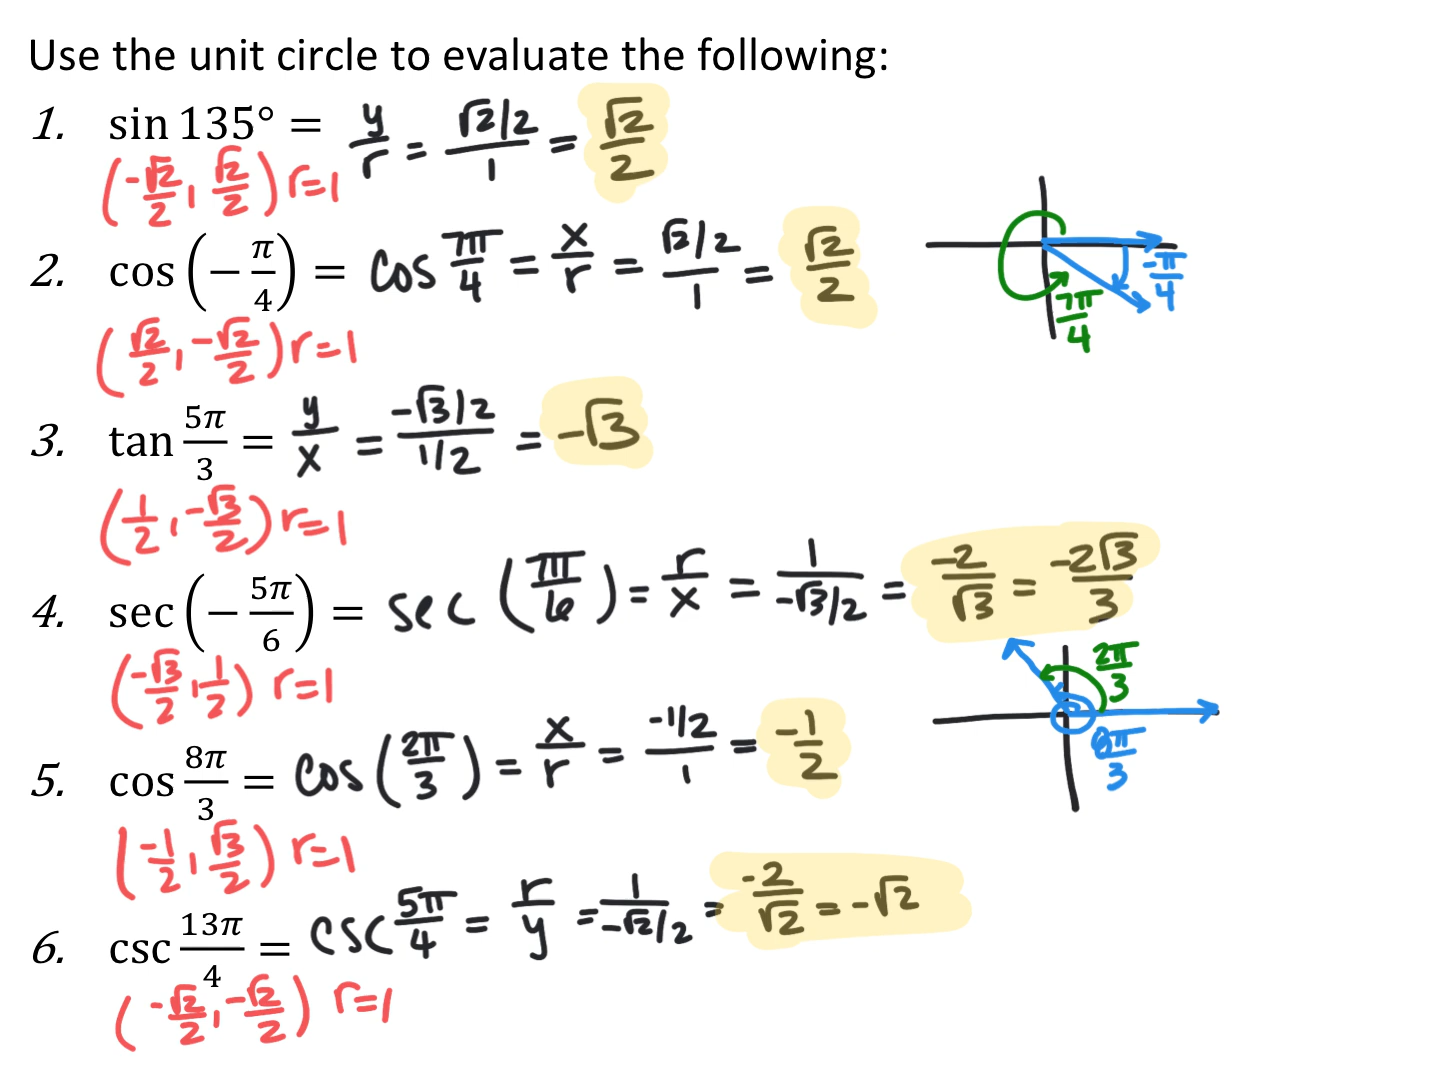 Use the unit circle to evaluate the following:
1. sin 135° = y/r = (√2/2)/1 = √2/2
(-√2/2, √2/2) r=1
2. cos(−π/4) = cos 7π/4 = x/r = (√2/2)/1 = √2/2
(√2/2, -√2/2) r=1
-π/4
7π/4
3. tan 5π/3 = y/x = (-√3/2)/(1/2) = -√3
(1/2, -√3/2) r=1
4. sec(−5π/6) = sec(7π/6) = r/x = 1/(-√3/2) = -2/√3 = -2√3/3
(-√3/2, 1/2) r=1
2π/3
8π/3
5. cos 8π/3 = cos(2π/3) = x/r = (-1/2)/1 = -1/2
(-1/2, √3/2) r=1
6. csc 13π/4 = csc 5π/4 = r/y = 1/(-√2/2) = -2/√2 = -√2
(-√2/2, -√2/2) r=1